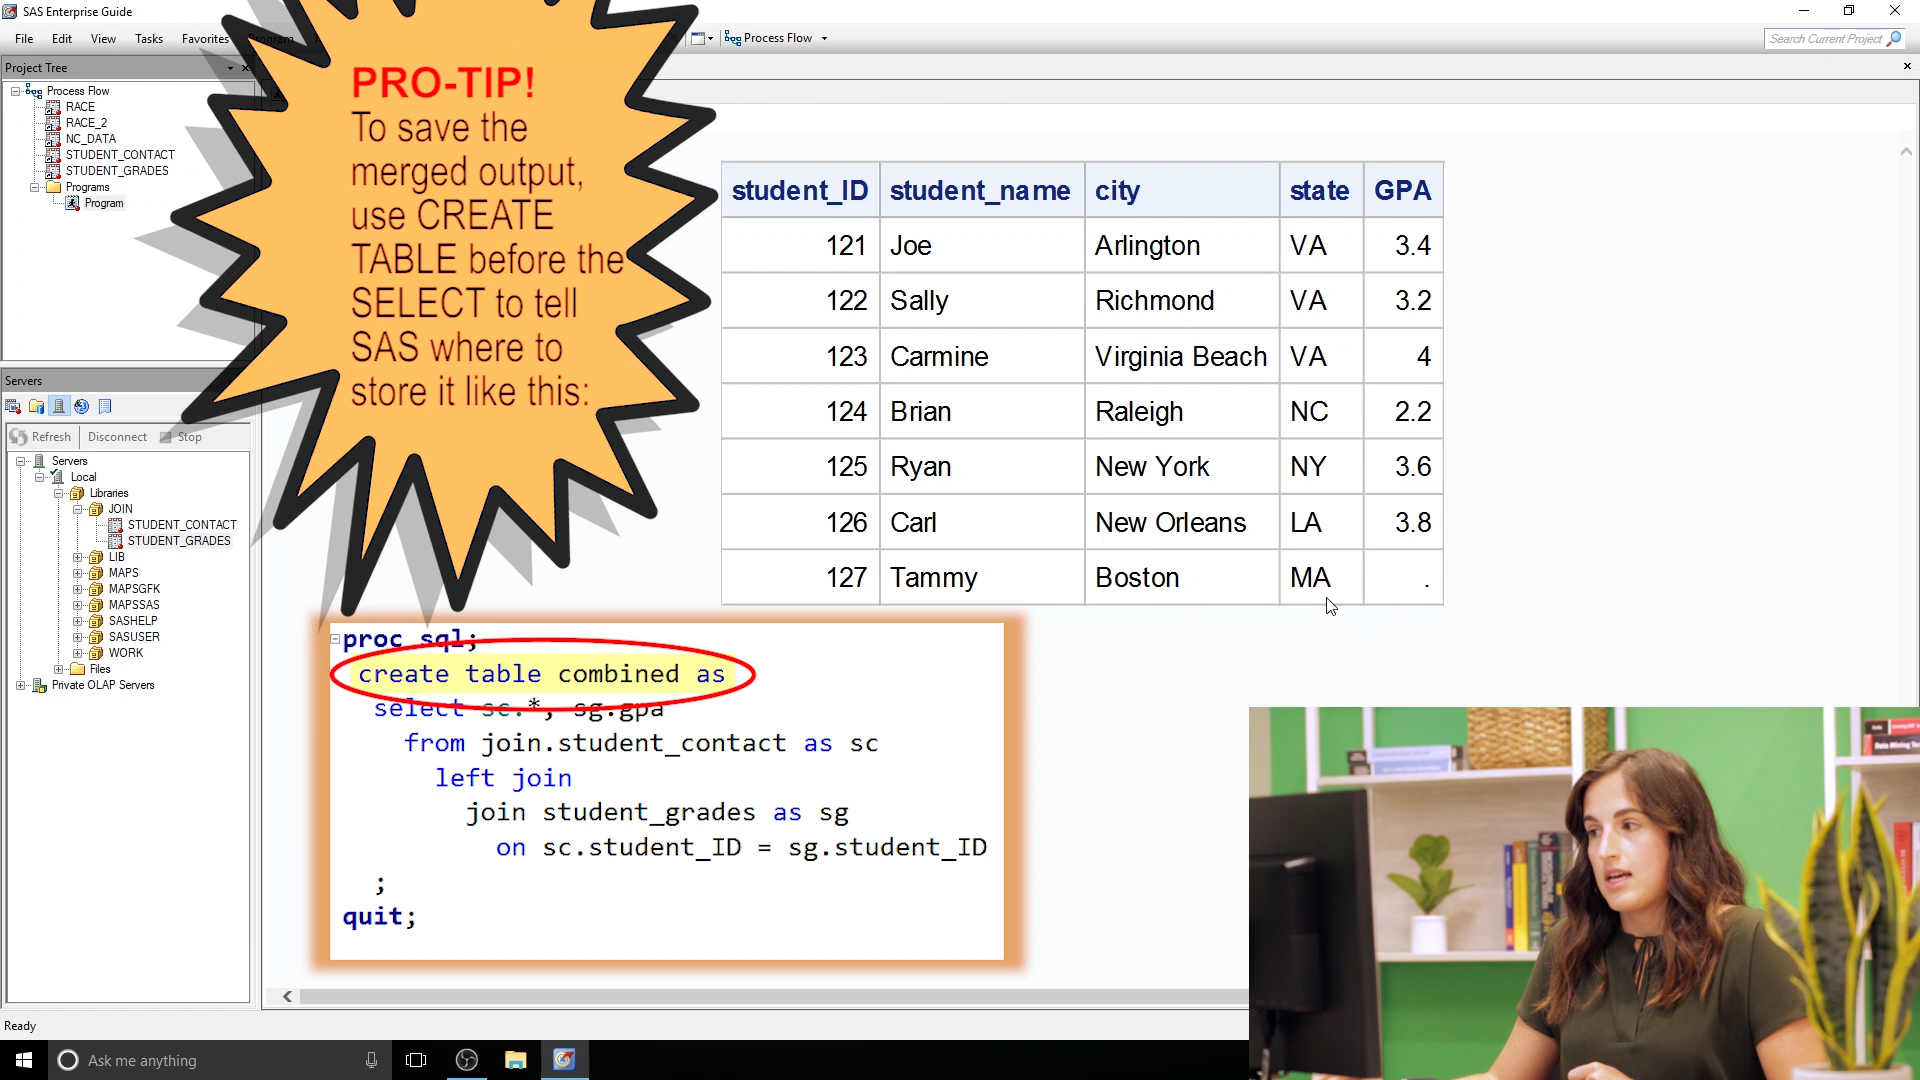 SAS Enterprise Guide
File Edit View Tasks Favorites Program
Process Flow
Search Current Project
Project Tree
Process Flow
RACE
RACE_2
NC_DATA
STUDENT_CONTACT
STUDENT_GRADES
Programs
Program
PRO-TIP!
To save the
merged output,
use CREATE
TABLE before the
SELECT to tell
SAS where to
store it like this:
student_ID student_name city state GPA
121 Joe Arlington VA 3.4
122 Sally Richmond VA 3.2
123 Carmine Virginia Beach VA 4
124 Brian Raleigh NC 2.2
125 Ryan New York NY 3.6
126 Carl New Orleans LA 3.8
127 Tammy Boston MA .
Servers
Refresh Disconnect Stop
Servers
Local
Libraries
JOIN
STUDENT_CONTACT
STUDENT_GRADES
LIB
MAPS
MAPSGFK
MAPSSAS
SASHELP
SASUSER
WORK
Files
Private OLAP Servers
proc sql;
create table combined as
select sc.*, sg.gpa
from join.student_contact as sc
left join
join student_grades as sg
on sc.student_ID = sg.student_ID
;
quit;
Data Mining
Ready
Ask me anything